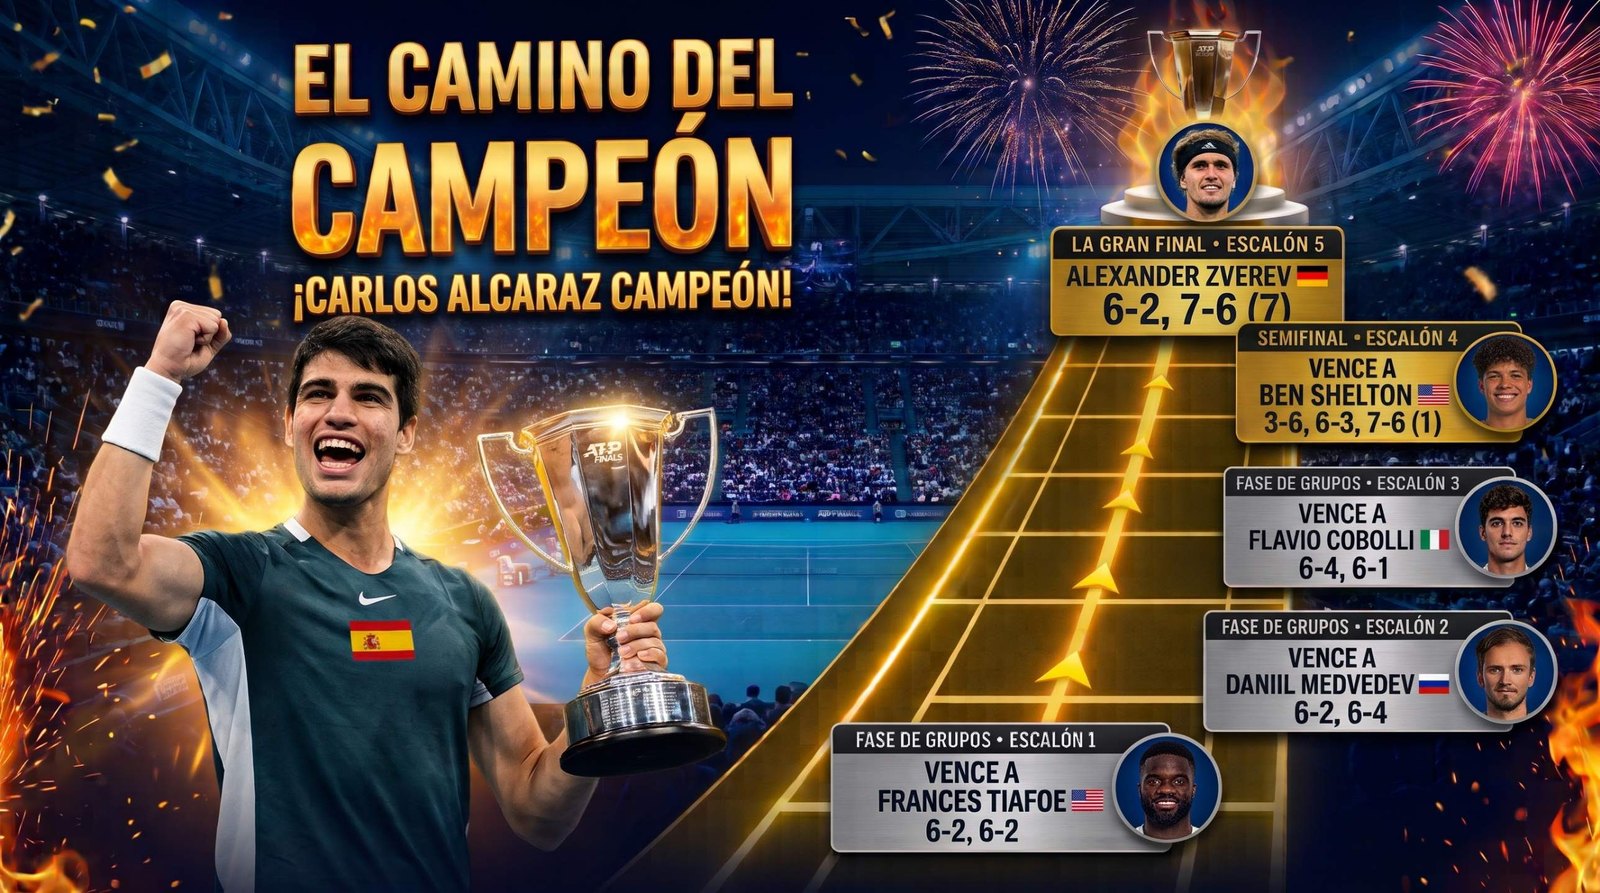 EL CAMINO DEL
CAMPEÓN
¡CARLOS ALCARAZ CAMPEÓN!
ATP
FINALS
ATP
LA GRAN FINAL • ESCALÓN 5
ALEXANDER ZVEREV
6-2, 7-6 (7)
SEMIFINAL • ESCALÓN 4
VENCE A
BEN SHELTON
3-6, 6-3, 7-6 (1)
FASE DE GRUPOS • ESCALÓN 3
VENCE A
FLAVIO COBOLLI
6-4, 6-1
FASE DE GRUPOS • ESCALÓN 2
VENCE A
DANIIL MEDVEDEV
6-2, 6-4
FASE DE GRUPOS • ESCALÓN 1
VENCE A
FRANCES TIAFOE
6-2, 6-2